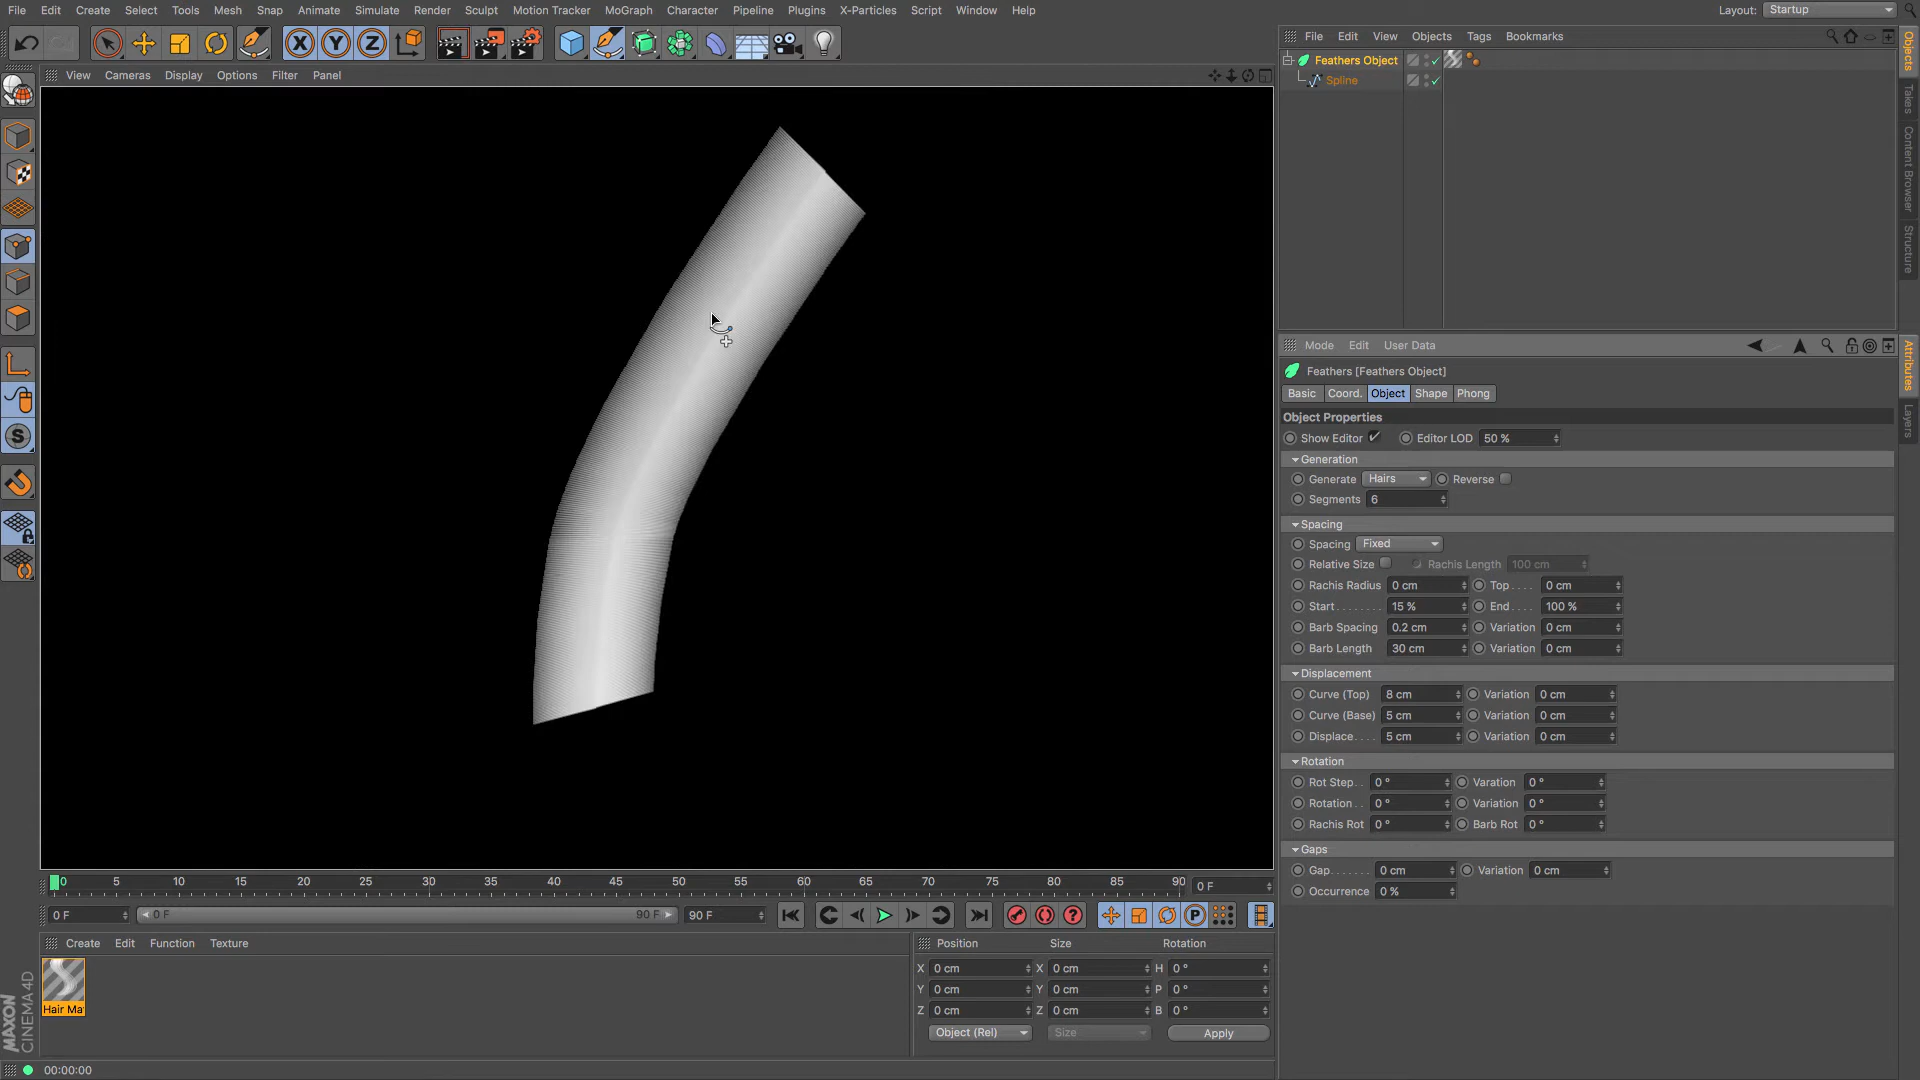 File Edit Create Select Tools Mesh Snap Animate Simulate Render Sculpt Motion Tracker MoGraph Character Pipeline Plugins X-Particles Script Window Help
Layout: Startup
X Y Z
View Cameras Display Options Filter Panel
File Edit View Objects Objects Tags Bookmarks
Feathers Object
Spline
Objects
Takes
Content Browser
Structure
Mode Edit User Data
Feathers [Feathers Object]
Basic Coord. Object Shape Phong
Object Properties
Show Editor Editor LOD 50 %
Generation
Generate Hairs Reverse
Segments 6
Spacing
Spacing Fixed
Relative Size Rachis Length 100 cm
Rachis Radius 0 cm Top . . . . 0 cm
Start . . . . . . . . 15 % End . . . . 100 %
Barb Spacing 0.2 cm Variation 0 cm
Barb Length 30 cm Variation 0 cm
Displacement
Curve (Top) 8 cm Variation 0 cm
Curve (Base) 5 cm Variation 0 cm
Displace . . . . 5 cm Variation 0 cm
Rotation
Rot Step . . 0 ° Varation 0 °
Rotation . . 0 ° Variation 0 °
Rachis Rot 0 ° Barb Rot 0 °
Gaps
Gap . . . . . . . 0 cm Variation 0 cm
Occurrence 0 %
Attributes
Layers
S
0 5 10 15 20 25 30 35 40 45 50 55 60 65 70 75 80 85 90 0 F
0 F 0 F 90 F 90 F
P
Create Edit Function Texture
Hair Ma
Position Size Rotation
X 0 cm X 0 cm H 0 °
Y 0 cm Y 0 cm P 0 °
Z 0 cm Z 0 cm B 0 °
Object (Rel) Size Apply
MAXON
CINEMA 4D
00:00:00